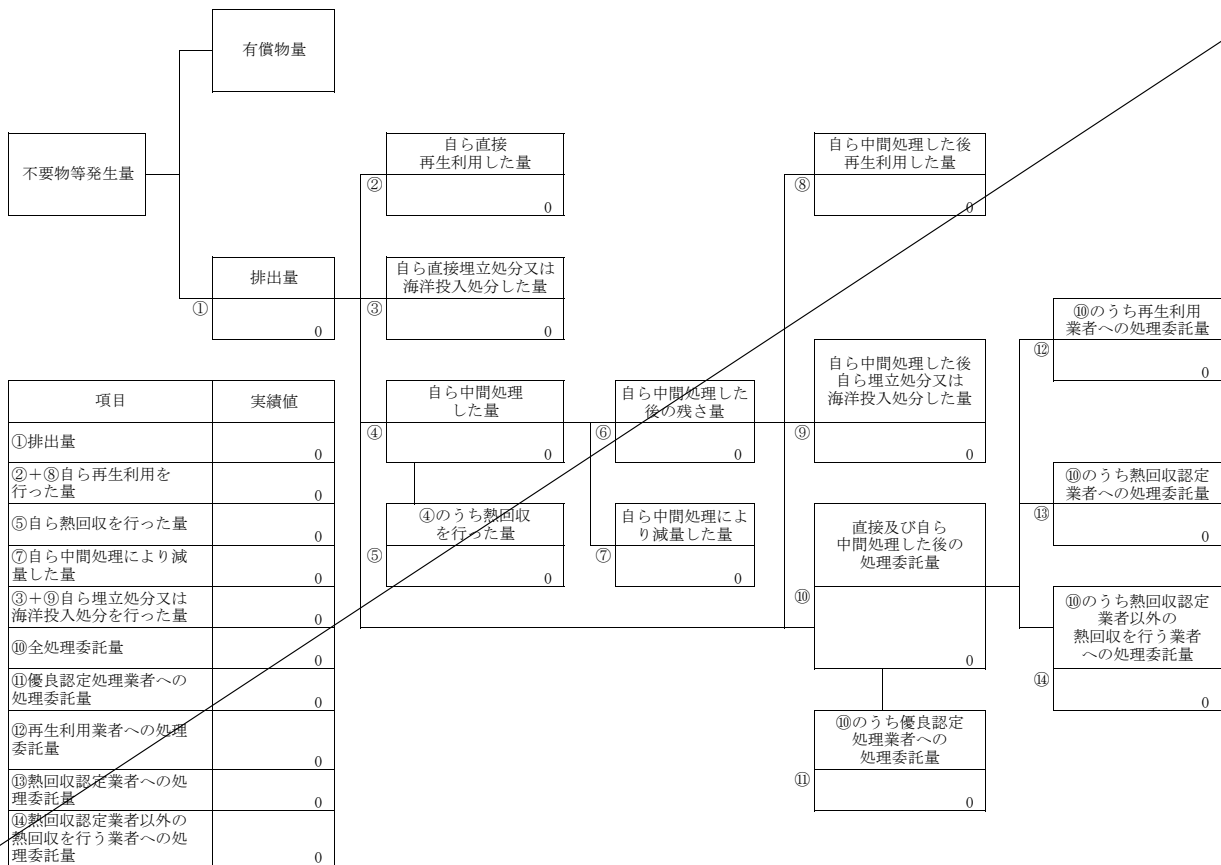 有償物量
不要物等発生量
排出量
①
0
自ら直接
再生利用した量
②
0
自ら直接埋立処分又は
海洋投入処分した量
③
0
自ら中間処理
した量
④
0
④のうち熱回収
を行った量
⑤
0
自ら中間処理した
後の残さ量
⑥
0
自ら中間処理によ
り減量した量
⑦
0
自ら中間処理した後
再生利用した量
⑧
0
自ら中間処理した後
自ら埋立処分又は
海洋投入処分した量
⑨
0
直接及び自ら
中間処理した後の
処理委託量
⑩
0
⑩のうち優良認定
処理業者への
処理委託量
⑪
0
⑩のうち再生利用
業者への処理委託量
⑫
0
⑩のうち熱回収認定
業者への処理委託量
⑬
0
⑩のうち熱回収認定
業者以外の
熱回収を行う業者
への処理委託量
⑭
0
項目 実績値
①排出量
0
②+⑧自ら再生利用を
行った量
0
⑤自ら熱回収を行った量
0
⑦自ら中間処理により減
量した量
0
③+⑨自ら埋立処分又は
海洋投入処分を行った量
0
⑩全処理委託量
0
⑪優良認定処理業者への
処理委託量
0
⑫再生利用業者への処理
委託量
0
⑬熱回収認定業者への処
理委託量
0
⑭熱回収認定業者以外の
熱回収を行う業者への処
理委託量
0